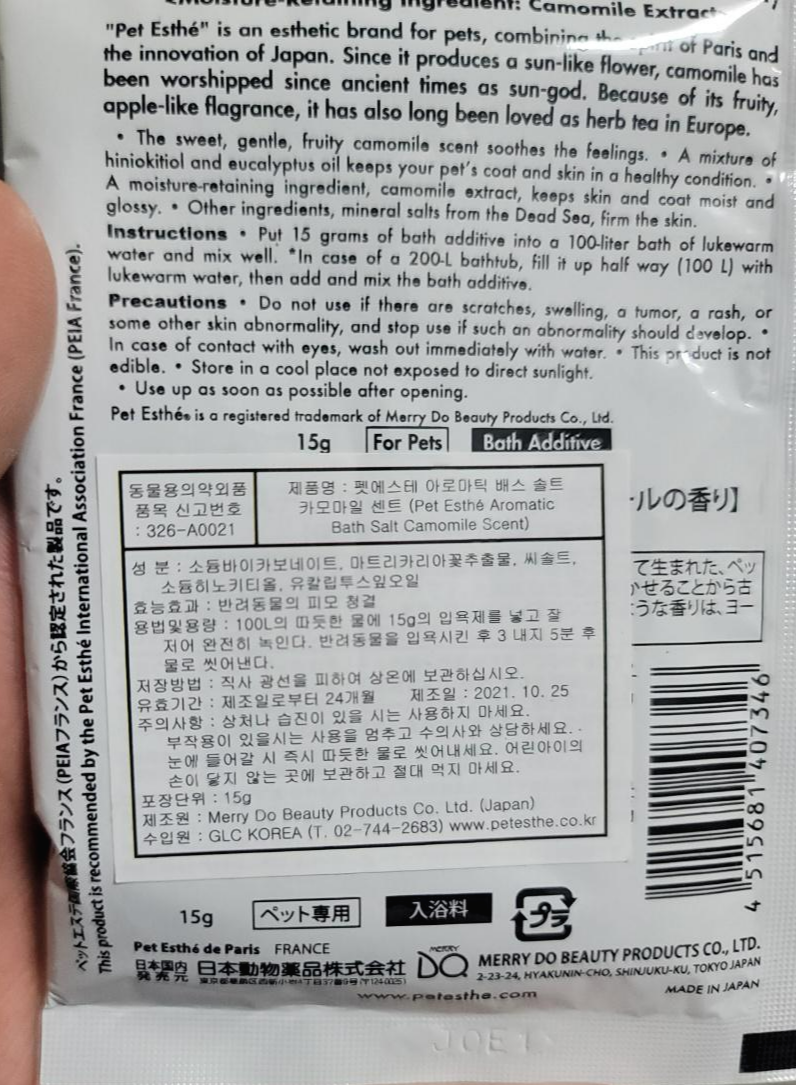 Moisture-Retaining Ingredient: Camomile Extract
"Pet Esthé" is an esthetic brand for pets, combining the spirit of Paris and
the innovation of Japan. Since it produces a sun-like flower, camomile has
been worshipped since ancient times as sun-god. Because of its fruity,
apple-like flagrance, it has also long been loved as herb tea in Europe.
• The sweet, gentle, fruity camomile scent soothes the feelings. • A mixture of
hiniokitiol and eucalyptus oil keeps your pet's coat and skin in a healthy condition. •
A moisture-retaining ingredient, camomile extract, keeps skin and coat moist and
glossy. • Other ingredients, mineral salts from the Dead Sea, firm the skin.
Instructions • Put 15 grams of bath additive into a 100-liter bath of lukewarm
water and mix well. *In case of a 200-L bathtub, fill it up half way (100 L) with
lukewarm water, then add and mix the bath additive.
Precautions • Do not use if there are scratches, swelling, a tumor, a rash, or
some other skin abnormality, and stop use if such an abnormality should develop. •
In case of contact with eyes, wash out immediately with water. • This product is not
edible. • Store in a cool place not exposed to direct sunlight.
• Use up as soon as possible after opening.
Pet Esthé® is a registered trademark of Merry Do Beauty Products Co., Ltd.
15g For Pets Bath Additive
동물용의약외품
품목 신고번호
: 326-A0021
제품명 : 펫에스테 아로마틱 배스 솔트
카모마일 센트 (Pet Esthé Aromatic
Bath Salt Camomile Scent)
성 분 : 소듐바이카보네이트, 마트리카리아꽃추출물, 씨솔트,
소듐히노키티올, 유칼립투스잎오일
효능효과 : 반려동물의 피모 청결
용법및용량 : 100L의 따듯한 물에 15g의 입욕제를 넣고 잘
저어 완전히 녹인다. 반려동물을 입욕시킨 후 3 내지 5분 후
물로 씻어낸다.
저장방법 : 직사 광선을 피하여 상온에 보관하십시오.
유효기간 : 제조일로부터 24개월 제조일 : 2021. 10. 25
주의사항 : 상처나 습진이 있을 시는 사용하지 마세요.
부작용이 있을시는 사용을 멈추고 수의사와 상담하세요.
눈에 들어갈 시 즉시 따듯한 물로 씻어내세요. 어린아이의
손이 닿지 않는 곳에 보관하고 절대 먹지 마세요.
포장단위 : 15g
제조원 : Merry Do Beauty Products Co. Ltd. (Japan)
수입원 : GLC KOREA (T. 02-744-2683) www.petesthe.co.kr
ールの香り】
て生まれた、ペッ
かせることから古
うな香りは、ヨー
4 515681 407346
ペットエステ国際協会フランス(PEIAフランス)から認定された製品です。
This product is recommended by the Pet Esthé International Association France (PEIA France).
15g ペット専用 入浴料 プラ
Pet Esthé de Paris FRANCE
日本国内
発売元
日本動物薬品株式会社
MERRY
DO
MERRY DO BEAUTY PRODUCTS CO., LTD.
2-23-24, HYAKUNIN-CHO, SHINJUKU-KU, TOKYO JAPAN
www.petesthe.com
MADE IN JAPAN
JOE1